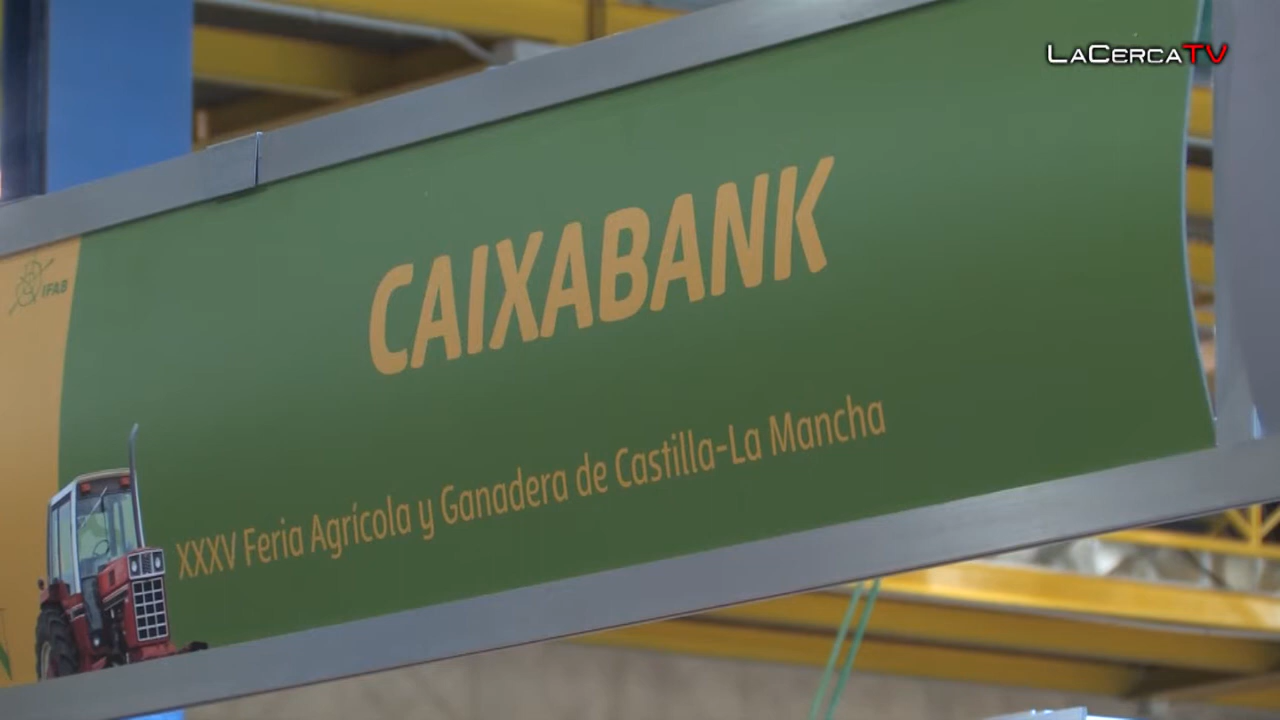 LaCercaTV
IFAB
CAIXABANK
XXXV Feria Agrícola y Ganadera de Castilla-La Mancha